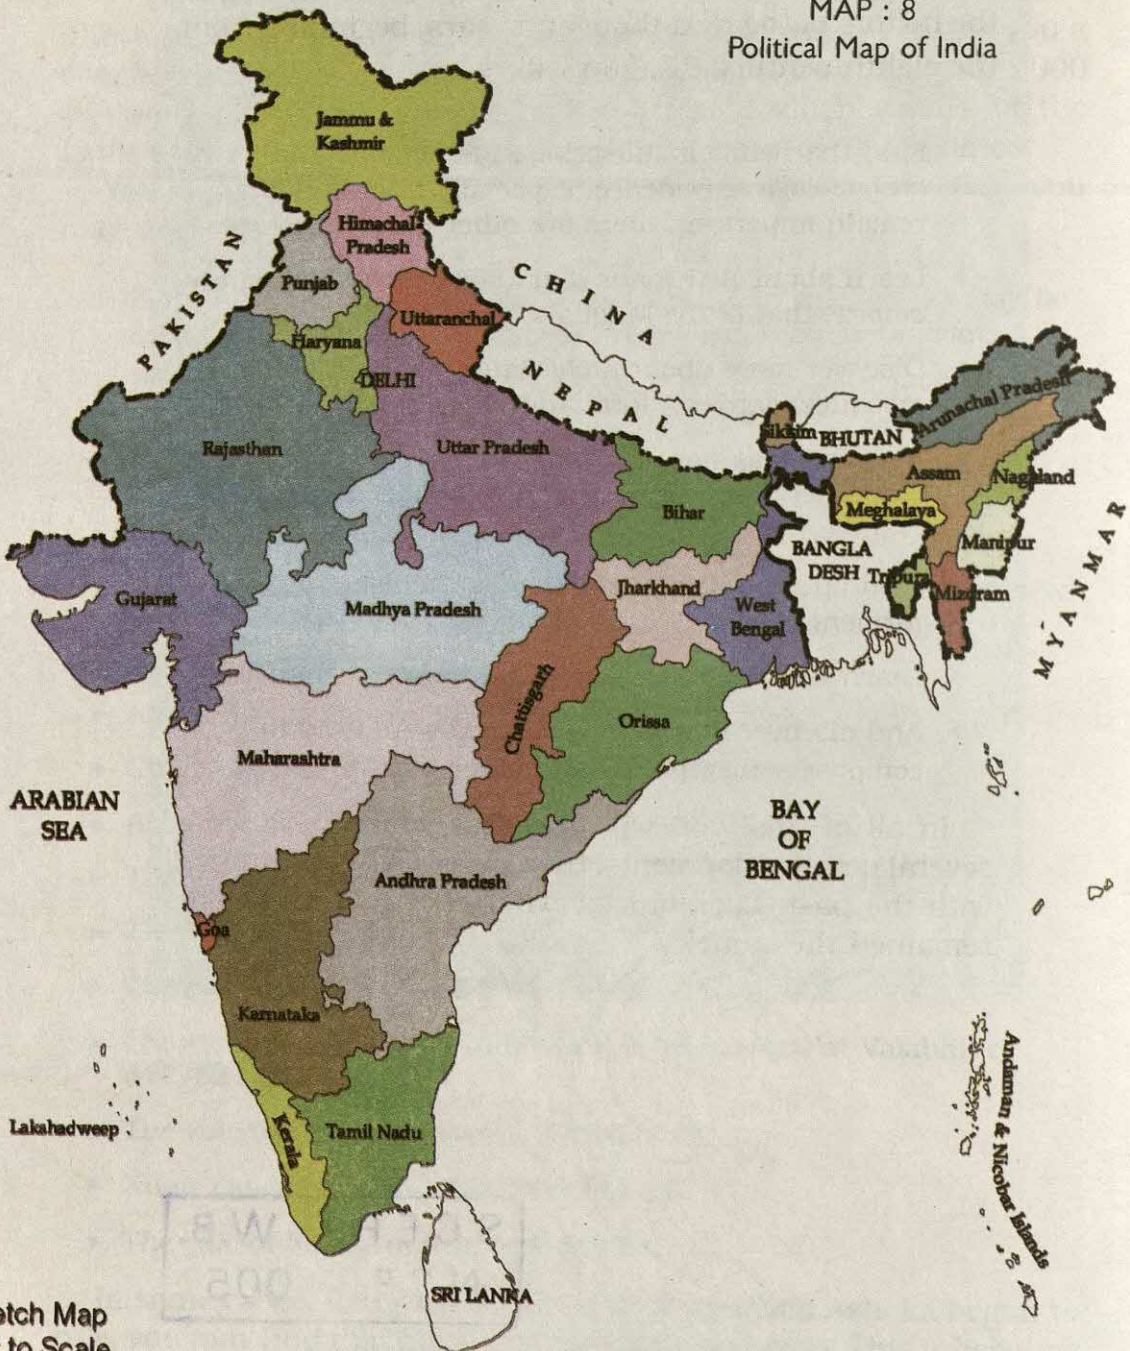 MAP : 8
Political Map of India
Jammu &
Kashmir
Himachal
Pradesh
PAKISTAN
Punjab
CHINA
Uttaranchal
Haryana
NEPAL
DELHI
Arunachal Pradesh
Sikkim
BHUTAN
Rajasthan
Uttar Pradesh
Assam
Nagaland
Bihar
Meghalaya
Manipur
BANGLA
DESH
Tripura
MYANMAR
Jharkhand
Mizoram
Gujarat
Madhya Pradesh
West
Bengal
Chattisgarh
Orissa
Maharashtra
ARABIAN
SEA
BAY
OF
BENGAL
Andhra Pradesh
Goa
Karnataka
Andaman & Nicobar Islands
Lakshadweep
Kerala
Tamil Nadu
SRI LANKA
etch Map
to Scale